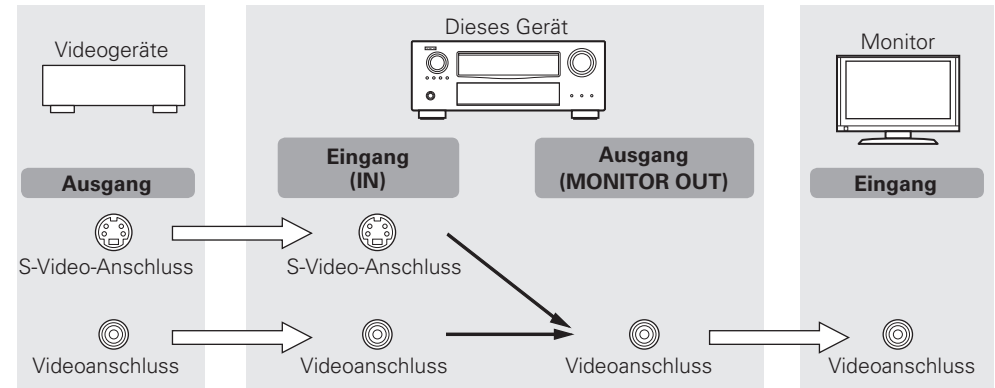 Videogeräte
Dieses Gerät
Monitor
Ausgang
Eingang
(IN)
Ausgang
(MONITOR OUT)
Eingang
S-Video-Anschluss
S-Video-Anschluss
Videoanschluss
Videoanschluss
Videoanschluss
Videoanschluss